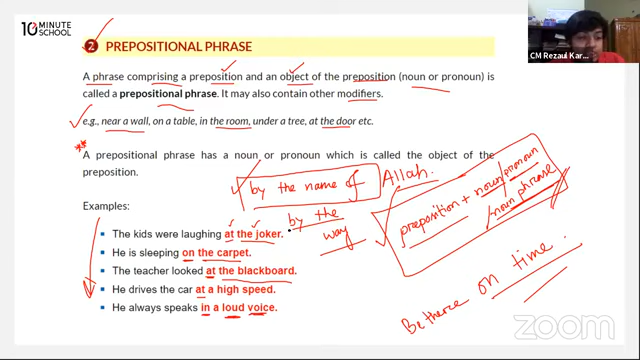 10 MINUTE SCHOOL
2 PREPOSITIONAL PHRASE
CM Rezaul Kar...
A phrase comprising a preposition and an object of the preposition (noun or pronoun) is
called a prepositional phrase. It may also contain other modifiers.
e.g., near a wall, on a table, in the room, under a tree, at the door etc.
A prepositional phrase has a noun or pronoun which is called the object of the
preposition.
by the name of Allah.
preposition + noun/pronoun
/noun phrase
Examples:
by the
way
The kids were laughing at the joker.
He is sleeping on the carpet.
The teacher looked at the blackboard.
He drives the car at a high speed.
He always speaks in a loud voice.
Be there on time.
zoom